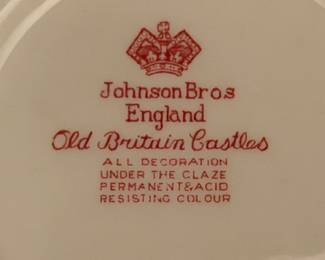 Johnson Bros
England
Old Britain Castles
ALL DECORATION
UNDER THE GLAZE
PERMANENT&ACID
RESISTING COLOUR